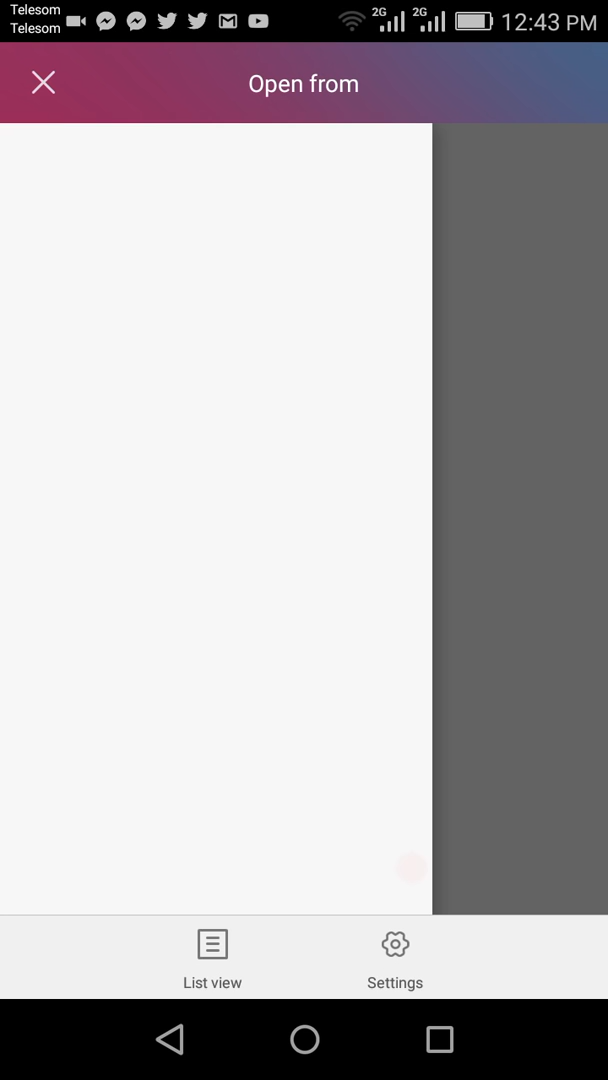 Telesom
Telesom
2G
2G
12:43 PM
Open from
List view
Settings